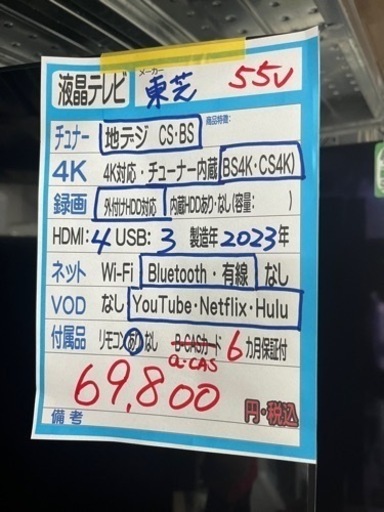 液晶テレビ メーカー 東芝 55V
チューナー 地デジ CS・BS 商品特徴:
4K 4K対応・チューナー内蔵(BS4K・CS4K)
録画 外付けHDD対応 内蔵HDDあり・なし(容量: )
HDMI:4 USB:3 製造年2023年
ネット Wi-Fi Bluetooth・有線 なし
VOD なし YouTube・Netflix・Hulu
付属品 リモコンあり・なし B-CASカード 6カ月保証付
a-CAS
69,800 円・税込
備考